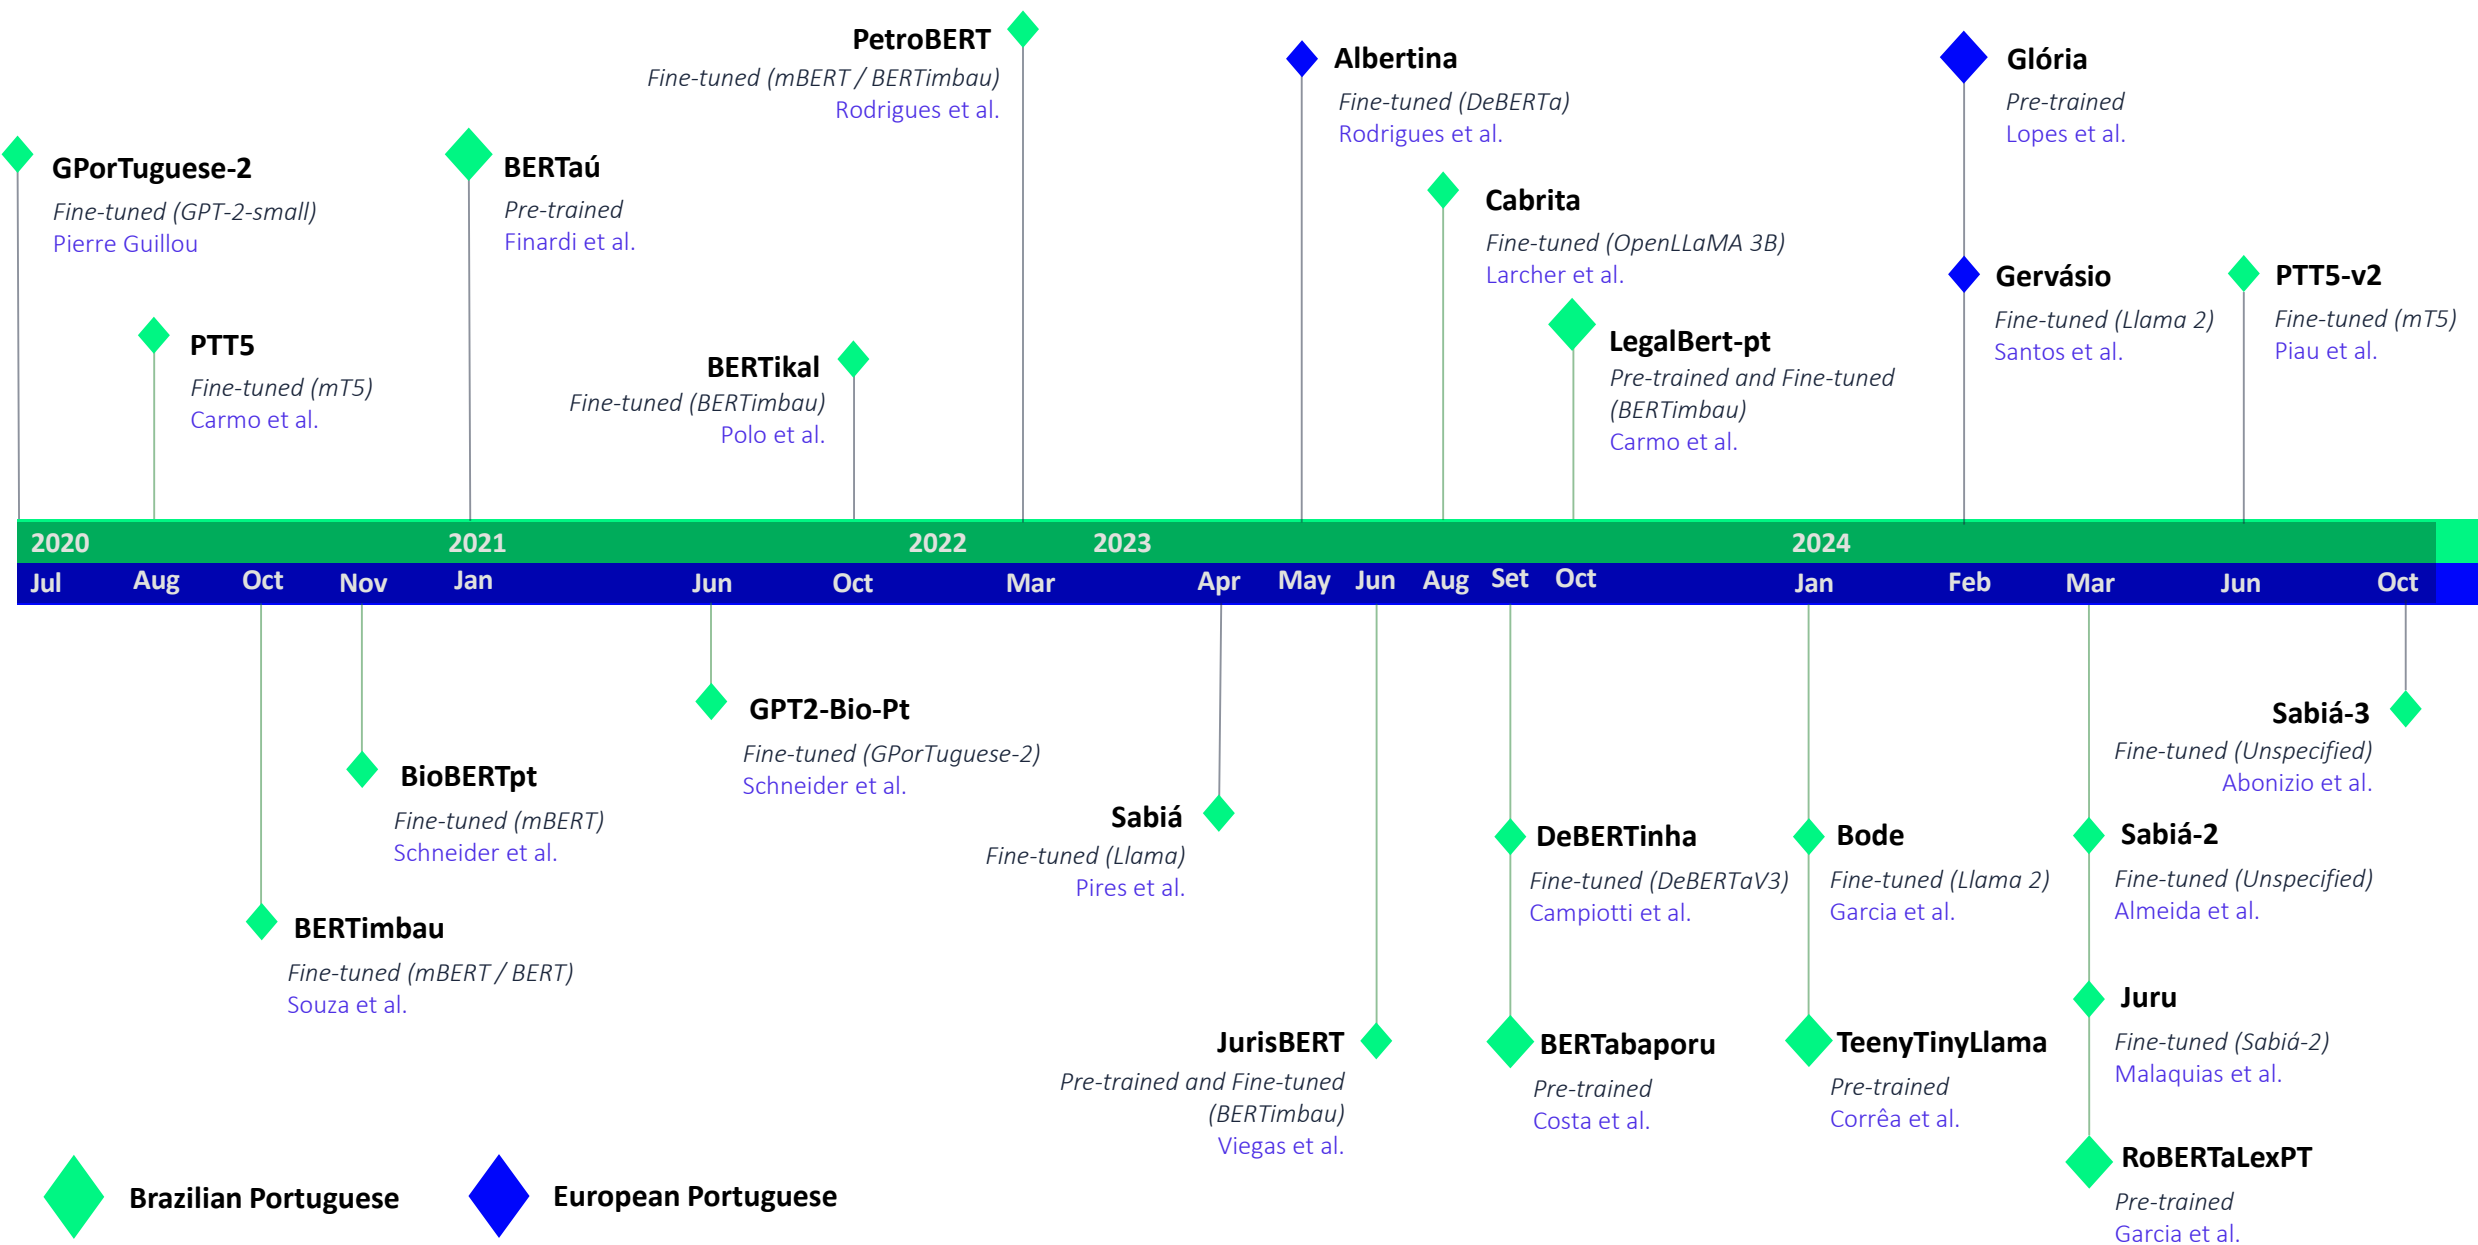 PetroBERT
Fine-tuned (mBERT / BERTimbau)
Rodrigues et al.
Albertina
Fine-tuned (DeBERTa)
Rodrigues et al.
Glória
Pre-trained
Lopes et al.
GPorTuguese-2
Fine-tuned (GPT-2-small)
Pierre Guillou
BERTaú
Pre-trained
Finardi et al.
Cabrita
Fine-tuned (OpenLLaMA 3B)
Larcher et al.
Gervásio
Fine-tuned (Llama 2)
Santos et al.
PTT5-v2
Fine-tuned (mT5)
Piau et al.
PTT5
Fine-tuned (mT5)
Carmo et al.
BERTikal
Fine-tuned (BERTimbau)
Polo et al.
LegalBert-pt
Pre-trained and Fine-tuned
(BERTimbau)
Carmo et al.
2020 2021 2022 2023 2024
Jul Aug Oct Nov Jan Jun Oct Mar Apr May Jun Aug Set Oct Jan Feb Mar Jun Oct
GPT2-Bio-Pt
Fine-tuned (GPorTuguese-2)
Schneider et al.
Sabiá-3
Fine-tuned (Unspecified)
Abonizio et al.
BioBERTpt
Fine-tuned (mBERT)
Schneider et al.
Sabiá
Fine-tuned (Llama)
Pires et al.
DeBERTinha
Fine-tuned (DeBERTaV3)
Campiotti et al.
Bode
Fine-tuned (Llama 2)
Garcia et al.
Sabiá-2
Fine-tuned (Unspecified)
Almeida et al.
BERTimbau
Fine-tuned (mBERT / BERT)
Souza et al.
Juru
Fine-tuned (Sabiá-2)
Malaquias et al.
JurisBERT
Pre-trained and Fine-tuned
(BERTimbau)
Viegas et al.
BERTabaporu
Pre-trained
Costa et al.
TeenyTinyLlama
Pre-trained
Corrêa et al.
RoBERTaLexPT
Pre-trained
Garcia et al.
Brazilian Portuguese
European Portuguese